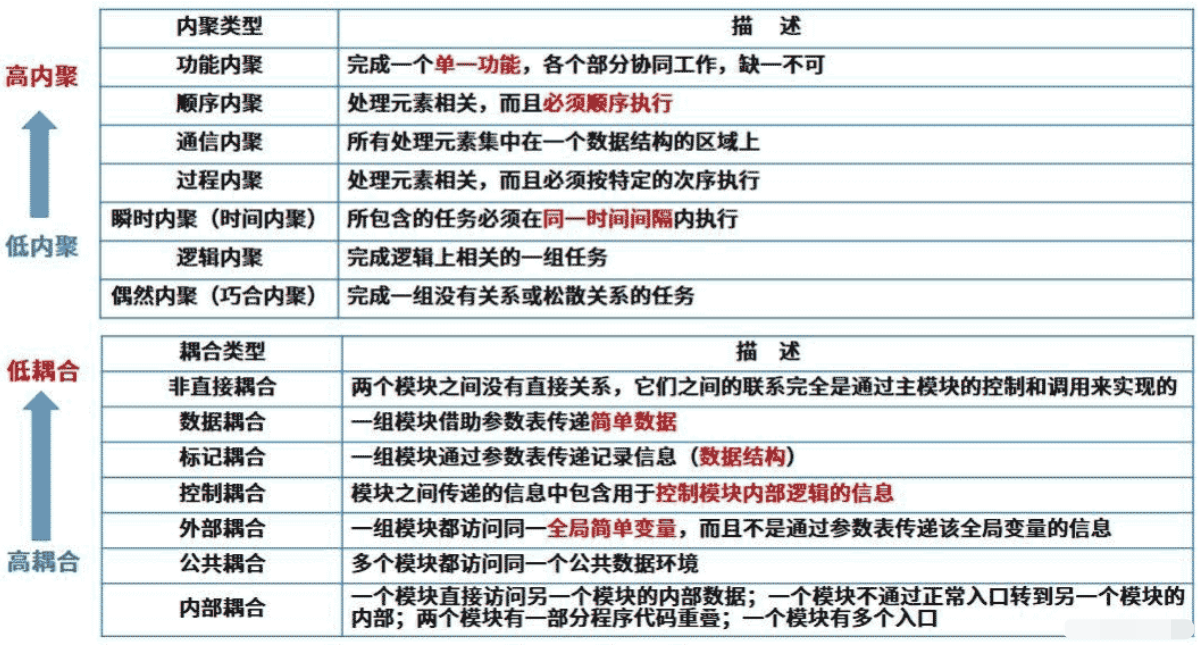 内聚类型 描 述
高内聚
功能内聚 完成一个单一功能，各个部分协同工作，缺一不可
顺序内聚 处理元素相关，而且必须顺序执行
通信内聚 所有处理元素集中在一个数据结构的区域上
过程内聚 处理元素相关，而且必须按特定的次序执行
瞬时内聚（时间内聚） 所包含的任务必须在同一时间间隔内执行
低内聚
逻辑内聚 完成逻辑上相关的一组任务
偶然内聚（巧合内聚） 完成一组没有关系或松散关系的任务
耦合类型 描 述
低耦合
非直接耦合 两个模块之间没有直接关系，它们之间的联系完全是通过主模块的控制和调用来实现的
数据耦合 一组模块借助参数表传递简单数据
标记耦合 一组模块通过参数表传递记录信息（数据结构）
控制耦合 模块之间传递的信息中包含用于控制模块内部逻辑的信息
外部耦合 一组模块都访问同一全局简单变量，而且不是通过参数表传递该全局变量的信息
高耦合
公共耦合 多个模块都访问同一个公共数据环境
内部耦合 一个模块直接访问另一个模块的内部数据；一个模块不通过正常入口转到另一个模块的
内部；两个模块有一部分程序代码重叠；一个模块有多个入口